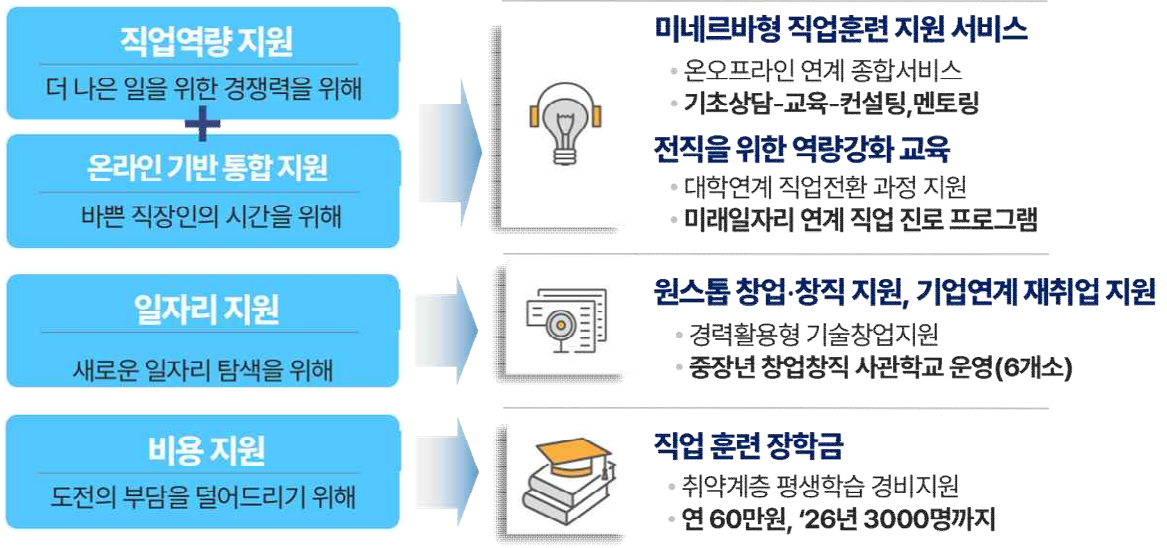 직업역량 지원
더 나은 일을 위한 경쟁력을 위해
+
온라인 기반 통합 지원
바쁜 직장인의 시간을 위해
미네르바형 직업훈련 지원 서비스
• 온오프라인 연계 종합서비스
• 기초상담-교육-컨설팅,멘토링
전직을 위한 역량강화 교육
• 대학연계 직업전환 과정 지원
• 미래일자리 연계 직업 진로 프로그램
일자리 지원
새로운 일자리 탐색을 위해
원스톱 창업·창직 지원, 기업연계 재취업 지원
• 경력활용형 기술창업지원
• 중장년 창업창직 사관학교 운영(6개소)
비용 지원
도전의 부담을 덜어드리기 위해
직업 훈련 장학금
• 취약계층 평생학습 경비지원
• 연 60만원, ‘26년 3000명까지